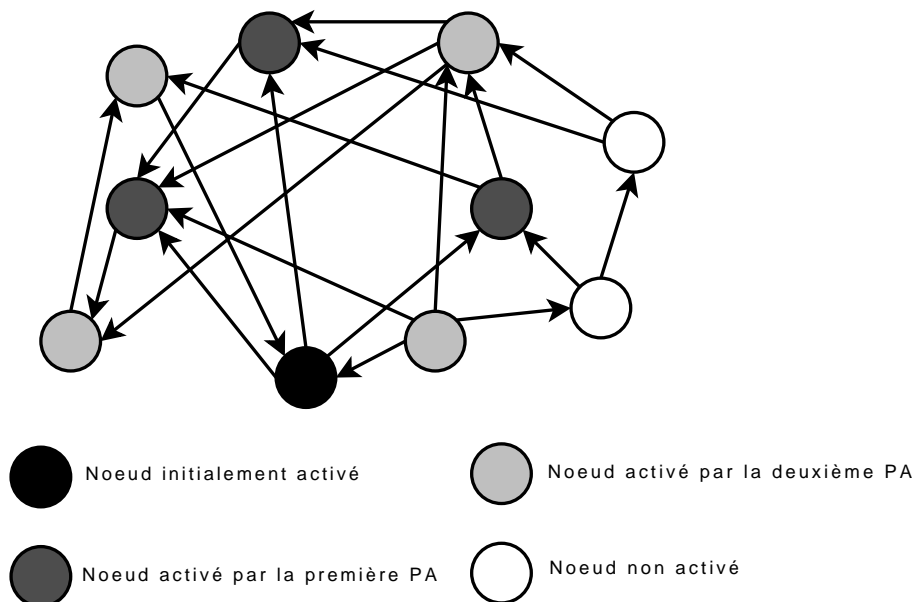 Noeud initialement activé
Noeud activé par la deuxième PA
Noeud activé par la première PA
Noeud non activé